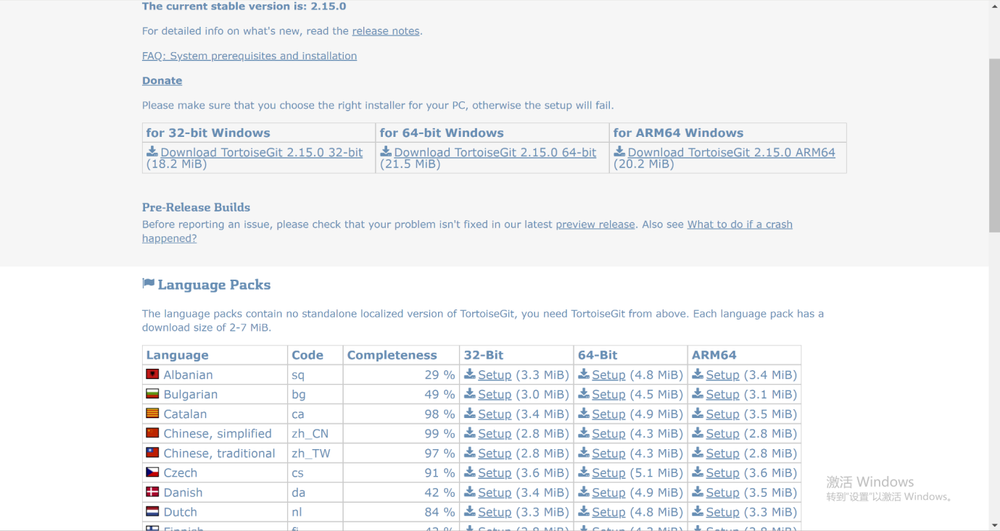 The current stable version is: 2.15.0
For detailed info on what's new, read the release notes.
FAQ: System prerequisites and installation
Donate
Please make sure that you choose the right installer for your PC, otherwise the setup will fail.
for 32-bit Windows for 64-bit Windows for ARM64 Windows
Download TortoiseGit 2.15.0 32-bit Download TortoiseGit 2.15.0 64-bit Download TortoiseGit 2.15.0 ARM64
(18.2 MiB) (21.5 MiB) (20.2 MiB)
Pre-Release Builds
Before reporting an issue, please check that your problem isn't fixed in our latest preview release. Also see What to do if a crash
happened?
Language Packs
The language packs contain no standalone localized version of TortoiseGit, you need TortoiseGit from above. Each language pack has a
download size of 2-7 MiB.
Language Code Completeness 32-Bit 64-Bit ARM64
Albanian sq 29 % Setup (3.3 MiB) Setup (4.8 MiB) Setup (3.4 MiB)
Bulgarian bg 49 % Setup (3.0 MiB) Setup (4.5 MiB) Setup (3.1 MiB)
Catalan ca 98 % Setup (3.4 MiB) Setup (4.9 MiB) Setup (3.5 MiB)
Chinese, simplified zh_CN 99 % Setup (2.8 MiB) Setup (4.3 MiB) Setup (2.8 MiB)
Chinese, traditional zh_TW 97 % Setup (2.8 MiB) Setup (4.3 MiB) Setup (2.8 MiB)
Czech cs 91 % Setup (3.6 MiB) Setup (5.1 MiB) Setup (3.6 MiB)
激活 Windows
Danish da 42 % Setup (3.4 MiB) Setup (4.9 MiB) Setup (3.5 MiB)
转到"设置"以激活 Windows。
Dutch nl 84 % Setup (3.3 MiB) Setup (4.8 MiB) Setup (3.3 MiB)